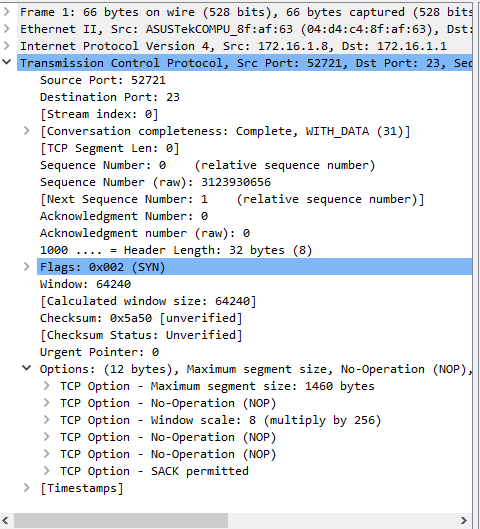 Frame 1: 66 bytes on wire (528 bits), 66 bytes captured (528 bits
Ethernet II, Src: ASUSTekCOMPU_8f:af:63 (04:d4:c4:8f:af:63), Dst:
Internet Protocol Version 4, Src: 172.16.1.8, Dst: 172.16.1.1
Transmission Control Protocol, Src Port: 52721, Dst Port: 23, Sec
Source Port: 52721
Destination Port: 23
[Stream index: 0]
[Conversation completeness: Complete, WITH_DATA (31)]
[TCP Segment Len: 0]
Sequence Number: 0    (relative sequence number)
Sequence Number (raw): 3123930656
[Next Sequence Number: 1    (relative sequence number)]
Acknowledgment Number: 0
Acknowledgment number (raw): 0
1000 .... = Header Length: 32 bytes (8)
Flags: 0x002 (SYN)
Window: 64240
[Calculated window size: 64240]
Checksum: 0x5a50 [unverified]
[Checksum Status: Unverified]
Urgent Pointer: 0
Options: (12 bytes), Maximum segment size, No-Operation (NOP),
TCP Option - Maximum segment size: 1460 bytes
TCP Option - No-Operation (NOP)
TCP Option - Window scale: 8 (multiply by 256)
TCP Option - No-Operation (NOP)
TCP Option - No-Operation (NOP)
TCP Option - SACK permitted
[Timestamps]